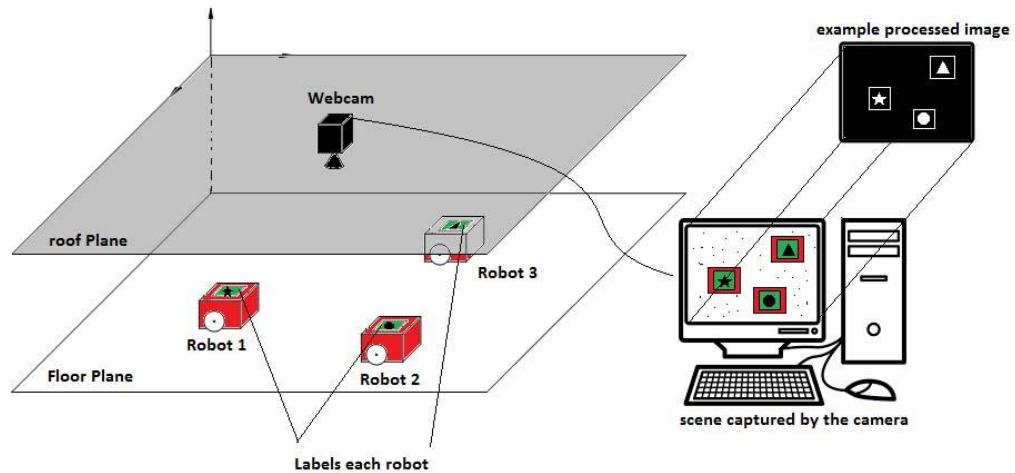 example processed image
Webcam
roof Plane
Robot 3
Robot 1
Robot 2
Floor Plane
scene captured by the camera
Labels each robot